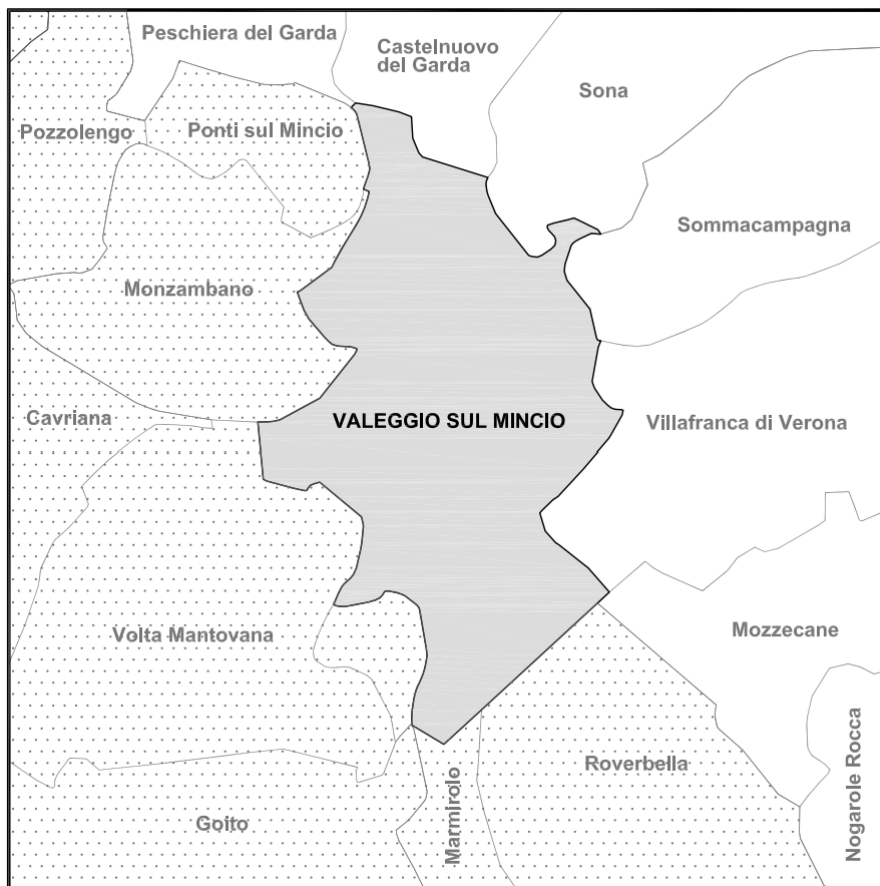 Peschiera del Garda
Castelnuovo
del Garda
Sona
Pozzolengo
Ponti sul Mincio
Sommacampagna
Monzambano
Cavriana
VALEGGIO SUL MINCIO
Villafranca di Verona
Volta Mantovana
Mozzecane
Roverbella
Goito
Marmirolo
Nogarole Rocca